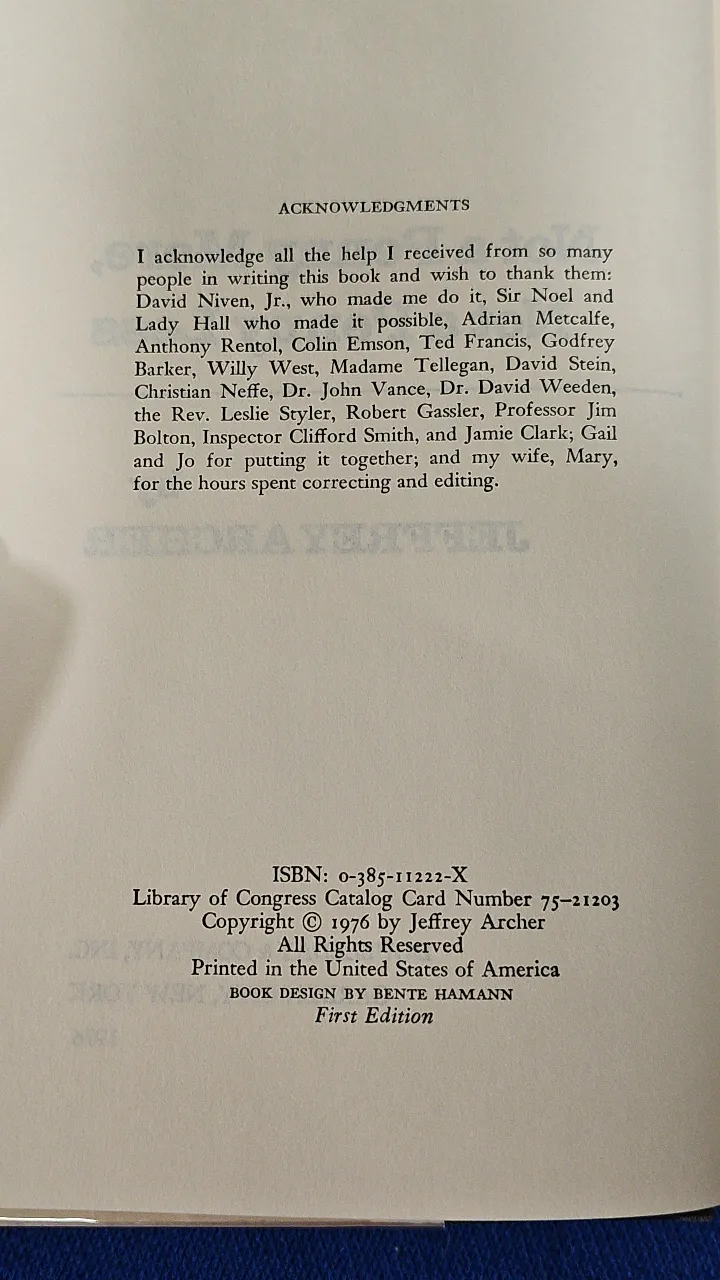 ACKNOWLEDGMENTS
I acknowledge all the help I received from so many
people in writing this book and wish to thank them:
David Niven, Jr., who made me do it, Sir Noel and
Lady Hall who made it possible, Adrian Metcalfe,
Anthony Rentol, Colin Emson, Ted Francis, Godfrey
Barker, Willy West, Madame Tellegan, David Stein,
Christian Neffe, Dr. John Vance, Dr. David Weeden,
the Rev. Leslie Styler, Robert Gassler, Professor Jim
Bolton, Inspector Clifford Smith, and Jamie Clark; Gail
and Jo for putting it together; and my wife, Mary,
for the hours spent correcting and editing.
JEFFREY ARCHER
ISBN: 0-385-11222-X
Library of Congress Catalog Card Number 75–21203
Copyright © 1976 by Jeffrey Archer
All Rights Reserved
Printed in the United States of America
BOOK DESIGN BY BENTE HAMANN
First Edition
1976